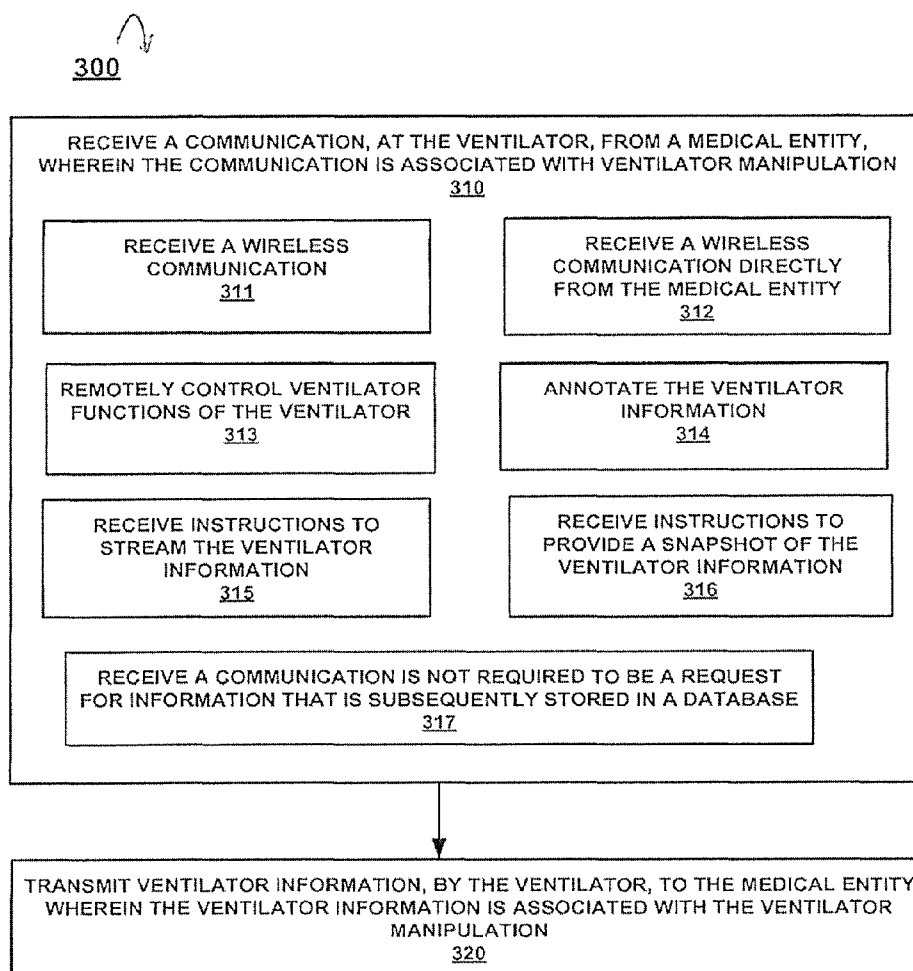 300
RECEIVE A COMMUNICATION, AT THE VENTILATOR, FROM A MEDICAL ENTITY,
WHEREIN THE COMMUNICATION IS ASSOCIATED WITH VENTILATOR MANIPULATION
310
RECEIVE A WIRELESS
COMMUNICATION
311
RECEIVE A WIRELESS
COMMUNICATION DIRECTLY
FROM THE MEDICAL ENTITY
312
REMOTELY CONTROL VENTILATOR
FUNCTIONS OF THE VENTILATOR
313
ANNOTATE THE VENTILATOR
INFORMATION
314
RECEIVE INSTRUCTIONS TO
STREAM THE VENTILATOR
INFORMATION
315
RECEIVE INSTRUCTIONS TO
PROVIDE A SNAPSHOT OF THE
VENTILATOR INFORMATION
316
RECEIVE A COMMUNICATION IS NOT REQUIRED TO BE A REQUEST
FOR INFORMATION THAT IS SUBSEQUENTLY STORED IN A DATABASE
317
TRANSMIT VENTILATOR INFORMATION, BY THE VENTILATOR, TO THE MEDICAL ENTITY
WHEREIN THE VENTILATOR INFORMATION IS ASSOCIATED WITH THE VENTILATOR
MANIPULATION
320